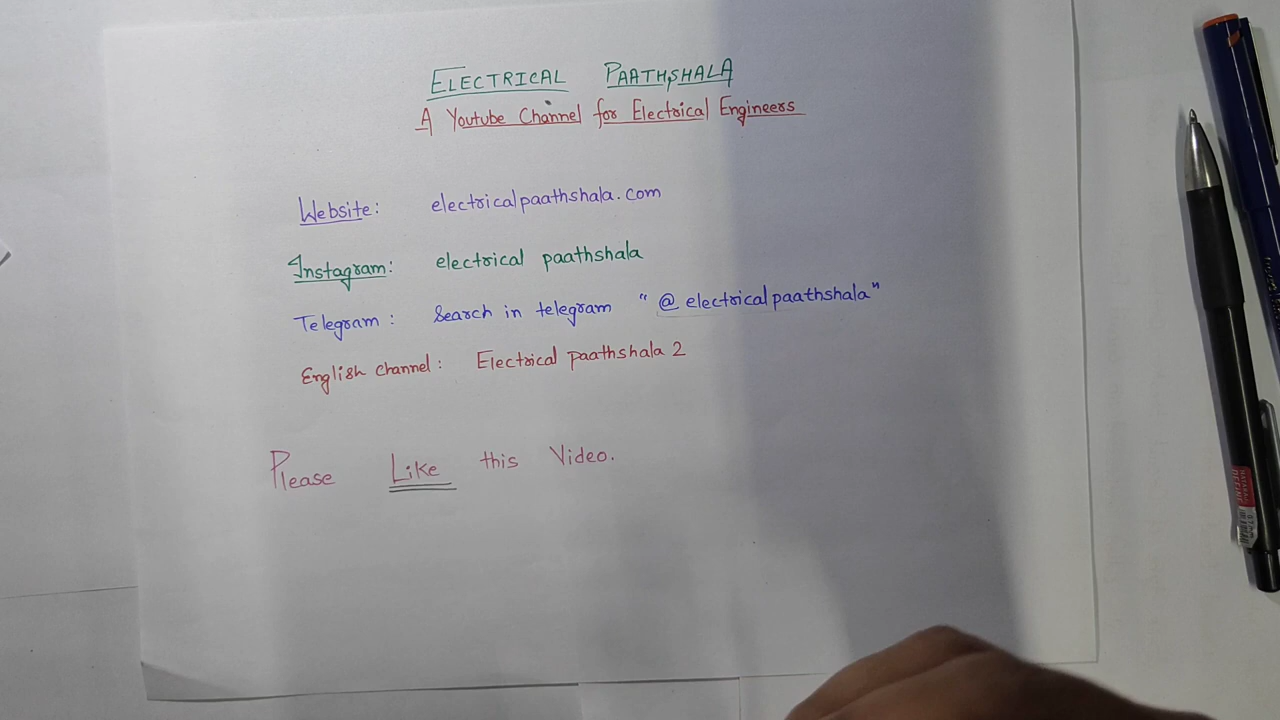 ELECTRICAL PAATHSHALA
A Youtube Channel for Electrical Engineers
Website: electricalpaathshala.com
Instagram: electrical paathshala
Telegram: Search in telegram "@electricalpaathshala"
English channel: Electrical paathshala 2
Please Like this Video.